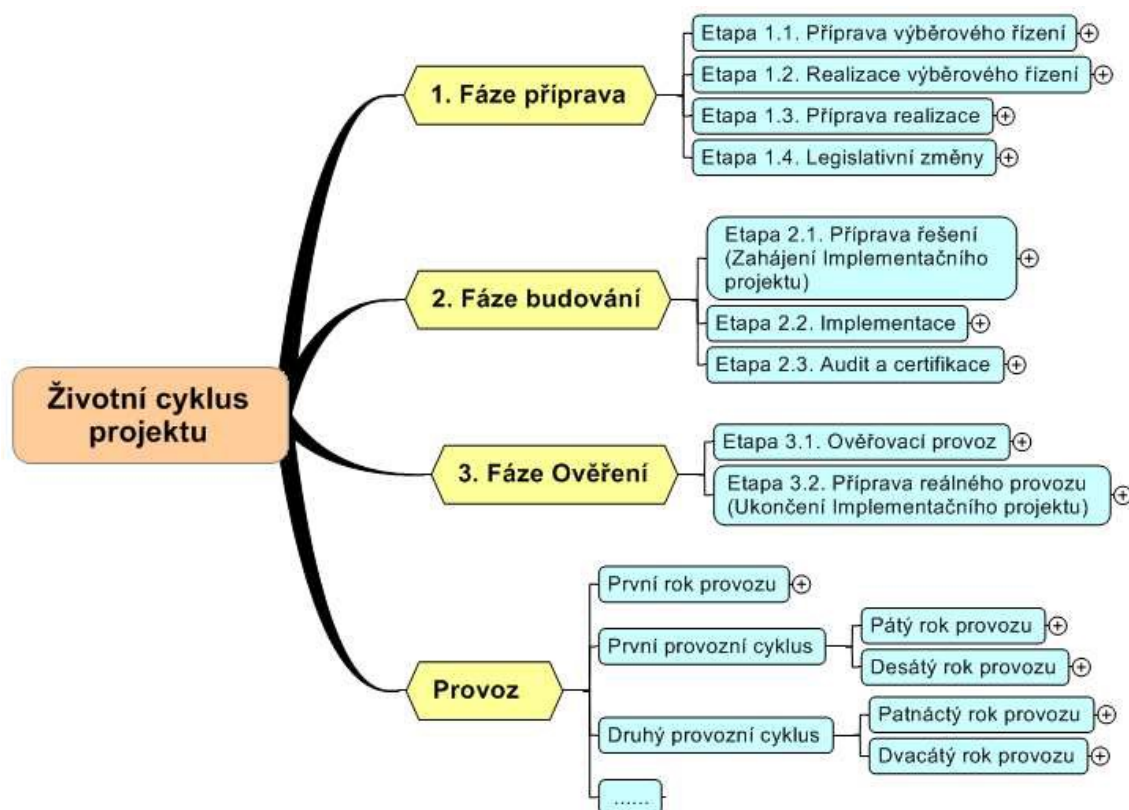 Životní cyklus
projektu
1. Fáze příprava
Etapa 1.1. Příprava výběrového řízení
Etapa 1.2. Realizace výběrového řízení
Etapa 1.3. Příprava realizace
Etapa 1.4. Legislativní změny
2. Fáze budování
Etapa 2.1. Příprava řešení
(Zahájení Implementačního
projektu)
Etapa 2.2. Implementace
Etapa 2.3. Audit a certifikace
3. Fáze Ověření
Etapa 3.1. Ověřovací provoz
Etapa 3.2. Příprava reálného provozu
(Ukončení Implementačního projektu)
Provoz
První rok provozu
První provozní cyklus
Pátý rok provozu
Desátý rok provozu
Druhý provozní cyklus
Patnáctý rok provozu
Dvacátý rok provozu
......